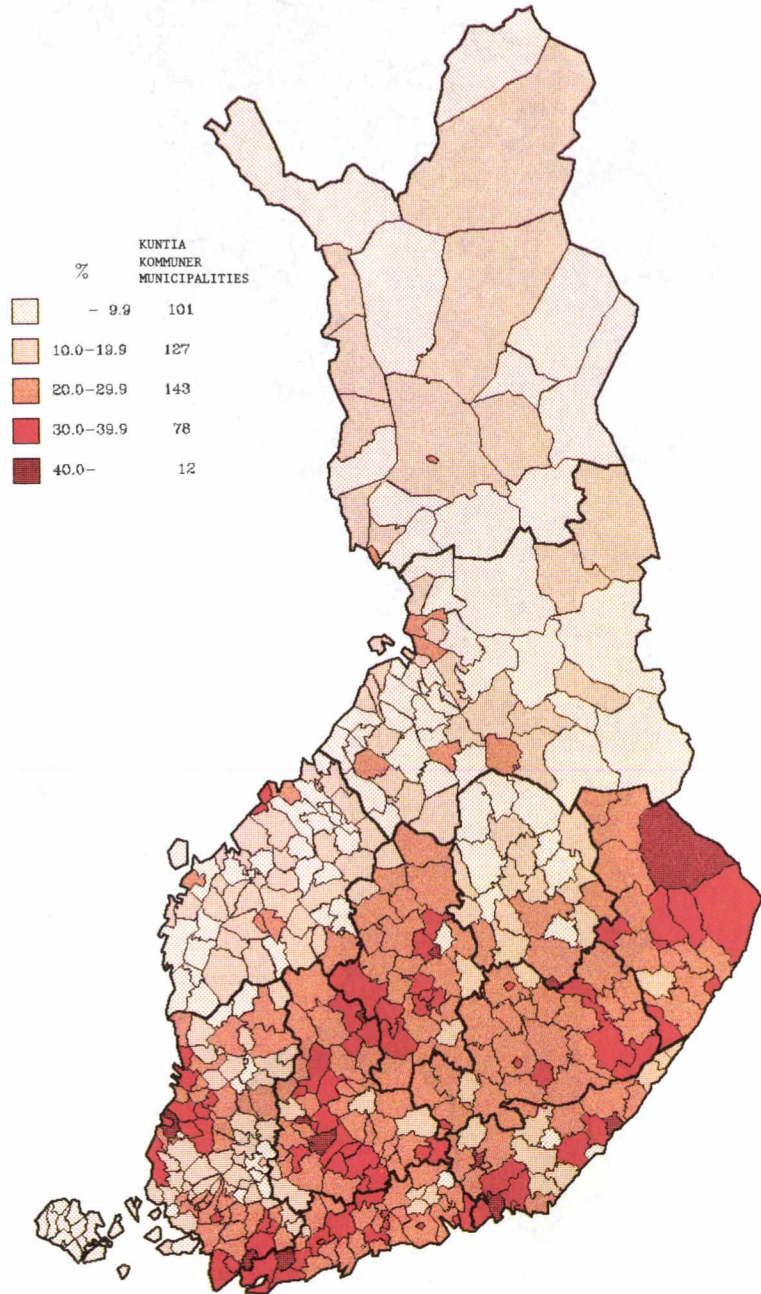 KUNTIA
KOMMUNER
% MUNICIPALITIES
- 9.9 101
10.0-19.9 127
20.0-29.9 143
30.0-39.9 78
40.0- 12